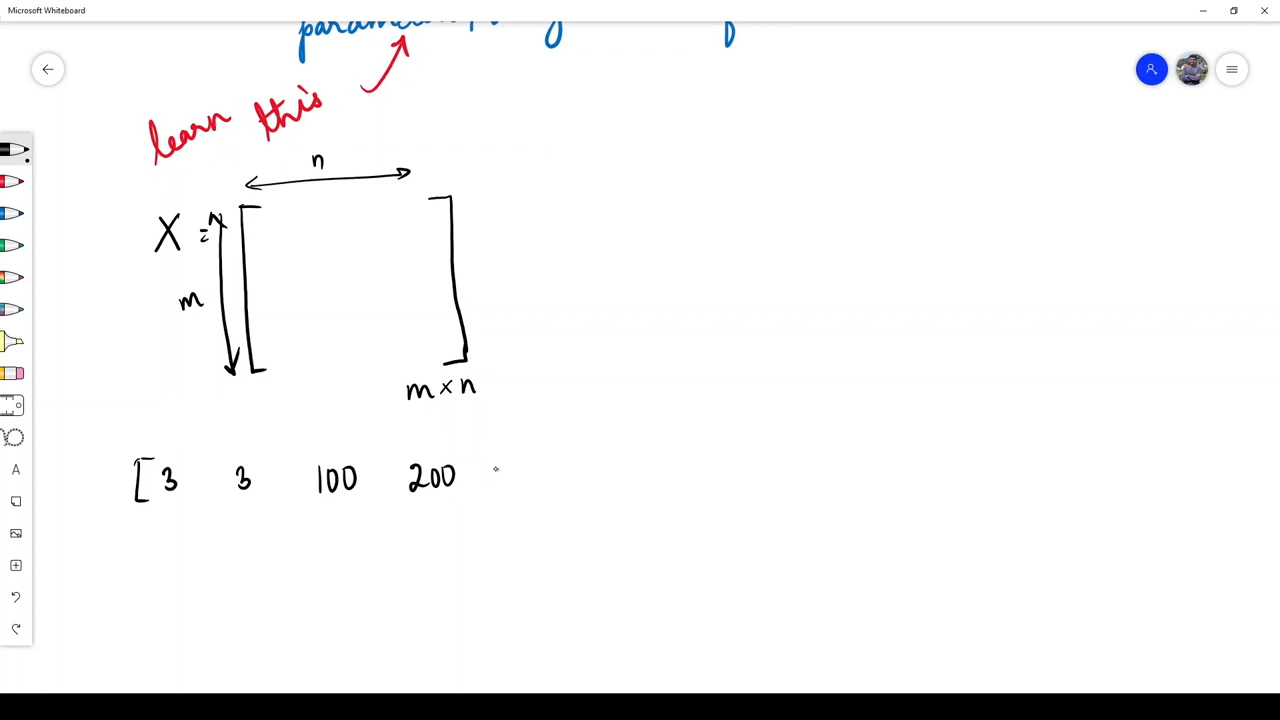 Microsoft Whiteboard
learn this
n
X =
m
m × n
[ 3 3 100 200
A